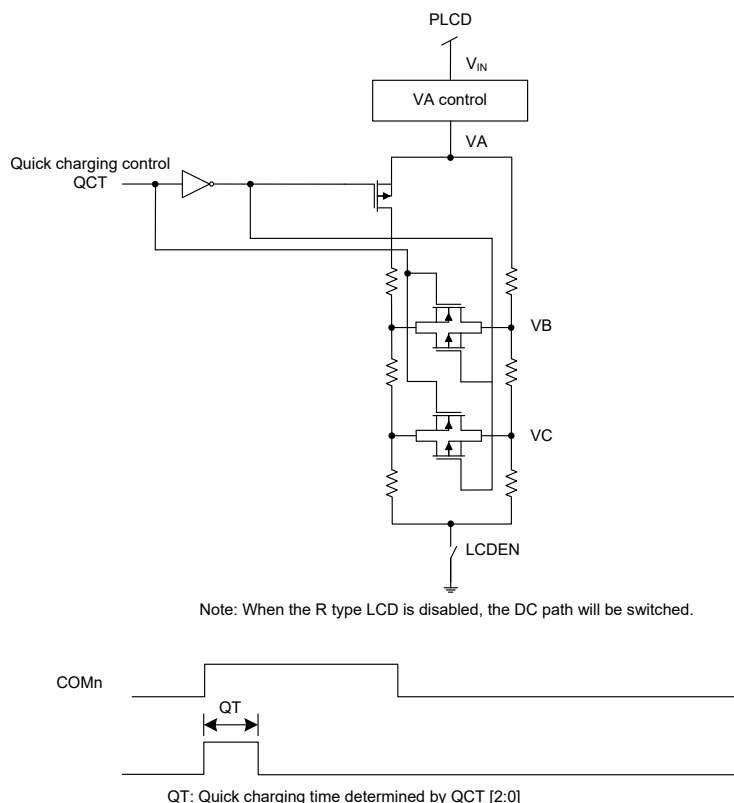 PLCD
VIN
VA control
VA
Quick charging control
QCT
VB
VC
LCDEN
Note: When the R type LCD is disabled, the DC path will be switched.
COMn
QT
QT: Quick charging time determined by QCT [2:0]